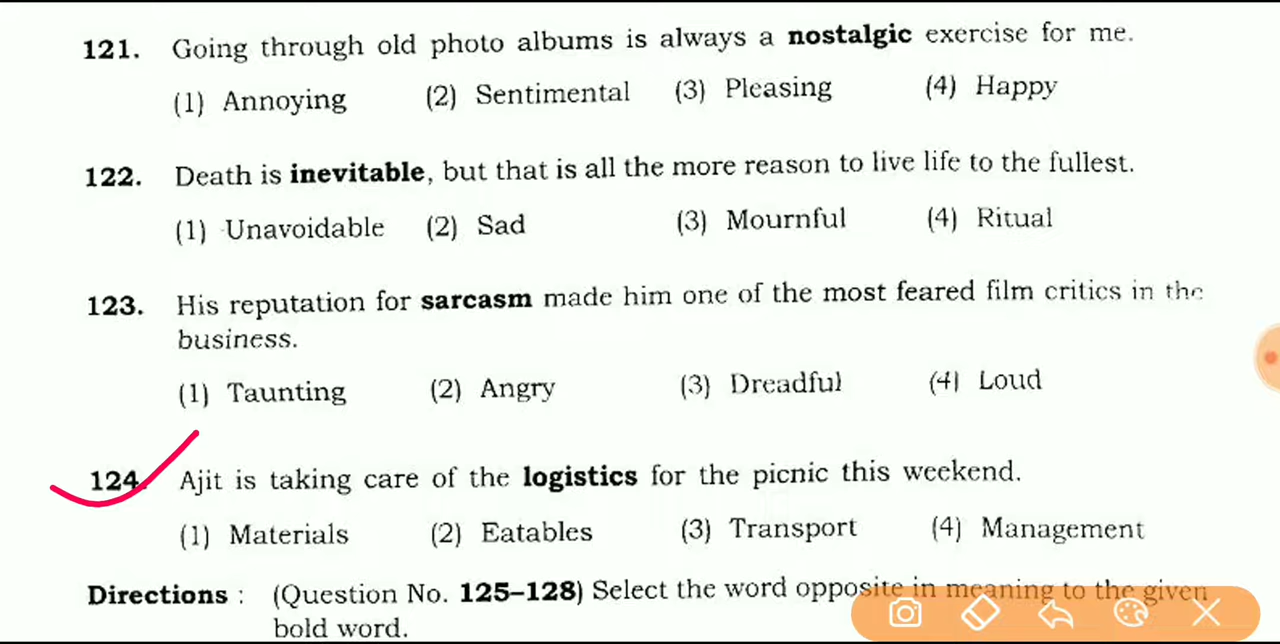 121. Going through old photo albums is always a nostalgic exercise for me.
(1) Annoying (2) Sentimental (3) Pleasing (4) Happy
122. Death is inevitable, but that is all the more reason to live life to the fullest.
(1) Unavoidable (2) Sad (3) Mournful (4) Ritual
123. His reputation for sarcasm made him one of the most feared film critics in the
business.
(1) Taunting (2) Angry (3) Dreadful (4) Loud
124. Ajit is taking care of the logistics for the picnic this weekend.
(1) Materials (2) Eatables (3) Transport (4) Management
Directions : (Question No. 125–128) Select the word opposite in meaning to the given
bold word.